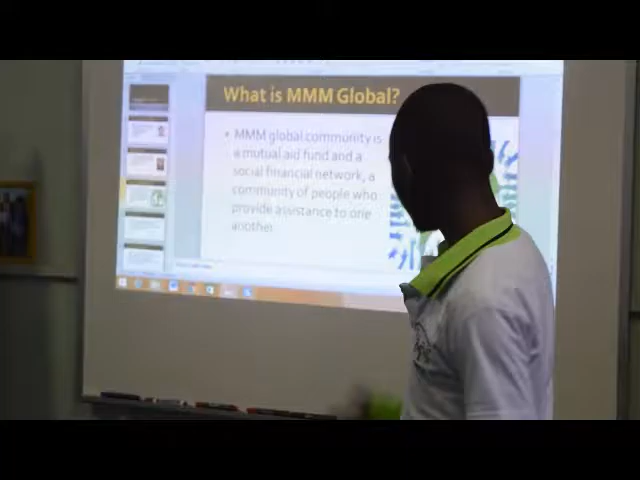 What is MMM Global?
• MMM global community is
a mutual aid fund and a
social financial network, a
community of people who
provide assistance to one
another.